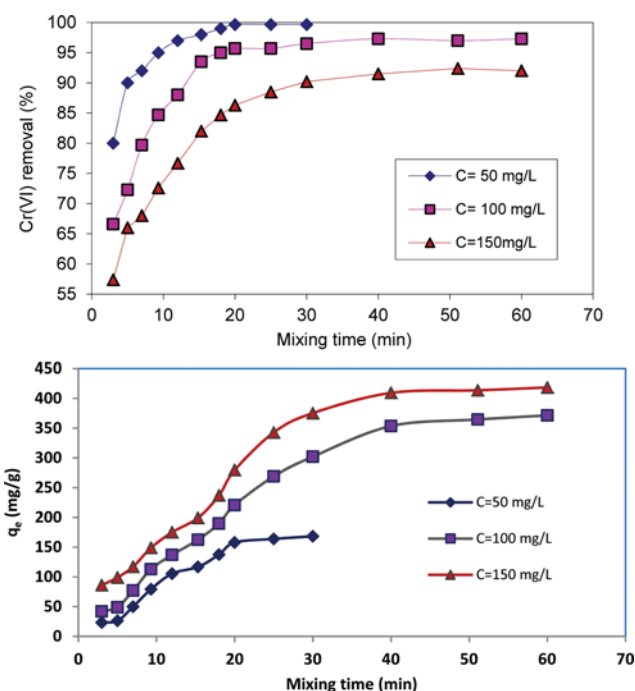 Cr(VI) removal (%)
100
95
90
85
80
75
70
65
60
55
C= 50 mg/L
C= 100 mg/L
C=150mg/L
0 10 20 30 40 50 60 70
Mixing time (min)
qe (mg/g)
450
400
350
300
250
200
150
100
50
0
C=50 mg/L
C=100 mg/L
C=150 mg/L
0 10 20 30 40 50 60 70
Mixing time (min)